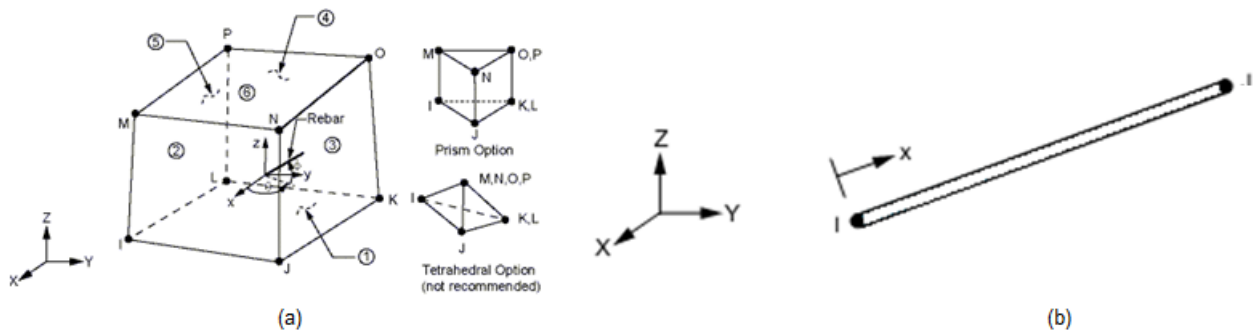 P
④
⑤
O
⑥
M
N
Rebar
②
z
③
y
L
x
K
I
J
①
Z
Y
X
M
O,P
N
I
K,L
J
Prism Option
M,N,O,P
I
K,L
J
Tetrahedral Option
(not recommended)
(a)
x
I
Z
Y
X
(b)